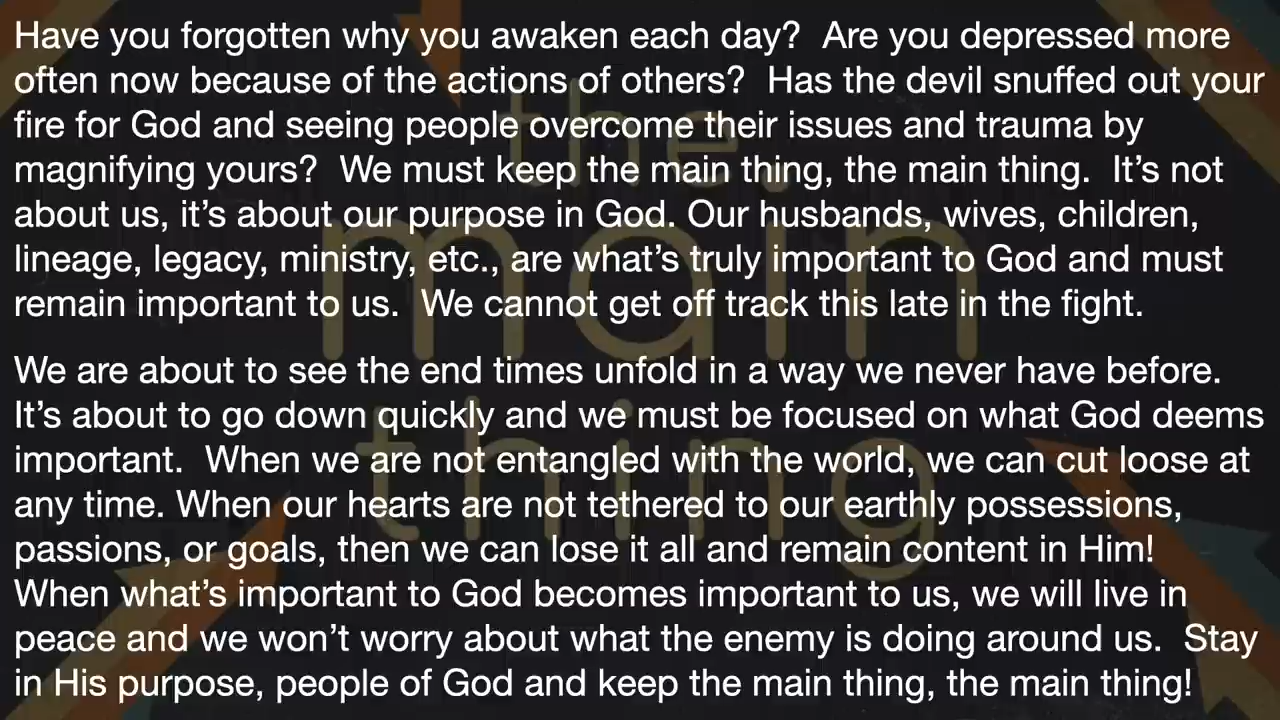 Have you forgotten why you awaken each day?  Are you depressed more
often now because of the actions of others?  Has the devil snuffed out your
fire for God and seeing people overcome their issues and trauma by
magnifying yours?  We must keep the main thing, the main thing.  It’s not
about us, it’s about our purpose in God. Our husbands, wives, children,
lineage, legacy, ministry, etc., are what’s truly important to God and must
remain important to us.  We cannot get off track this late in the fight.
We are about to see the end times unfold in a way we never have before.
It’s about to go down quickly and we must be focused on what God deems
important.  When we are not entangled with the world, we can cut loose at
any time. When our hearts are not tethered to our earthly possessions,
passions, or goals, then we can lose it all and remain content in Him!
When what’s important to God becomes important to us, we will live in
peace and we won’t worry about what the enemy is doing around us.  Stay
in His purpose, people of God and keep the main thing, the main thing!
the
main
thing